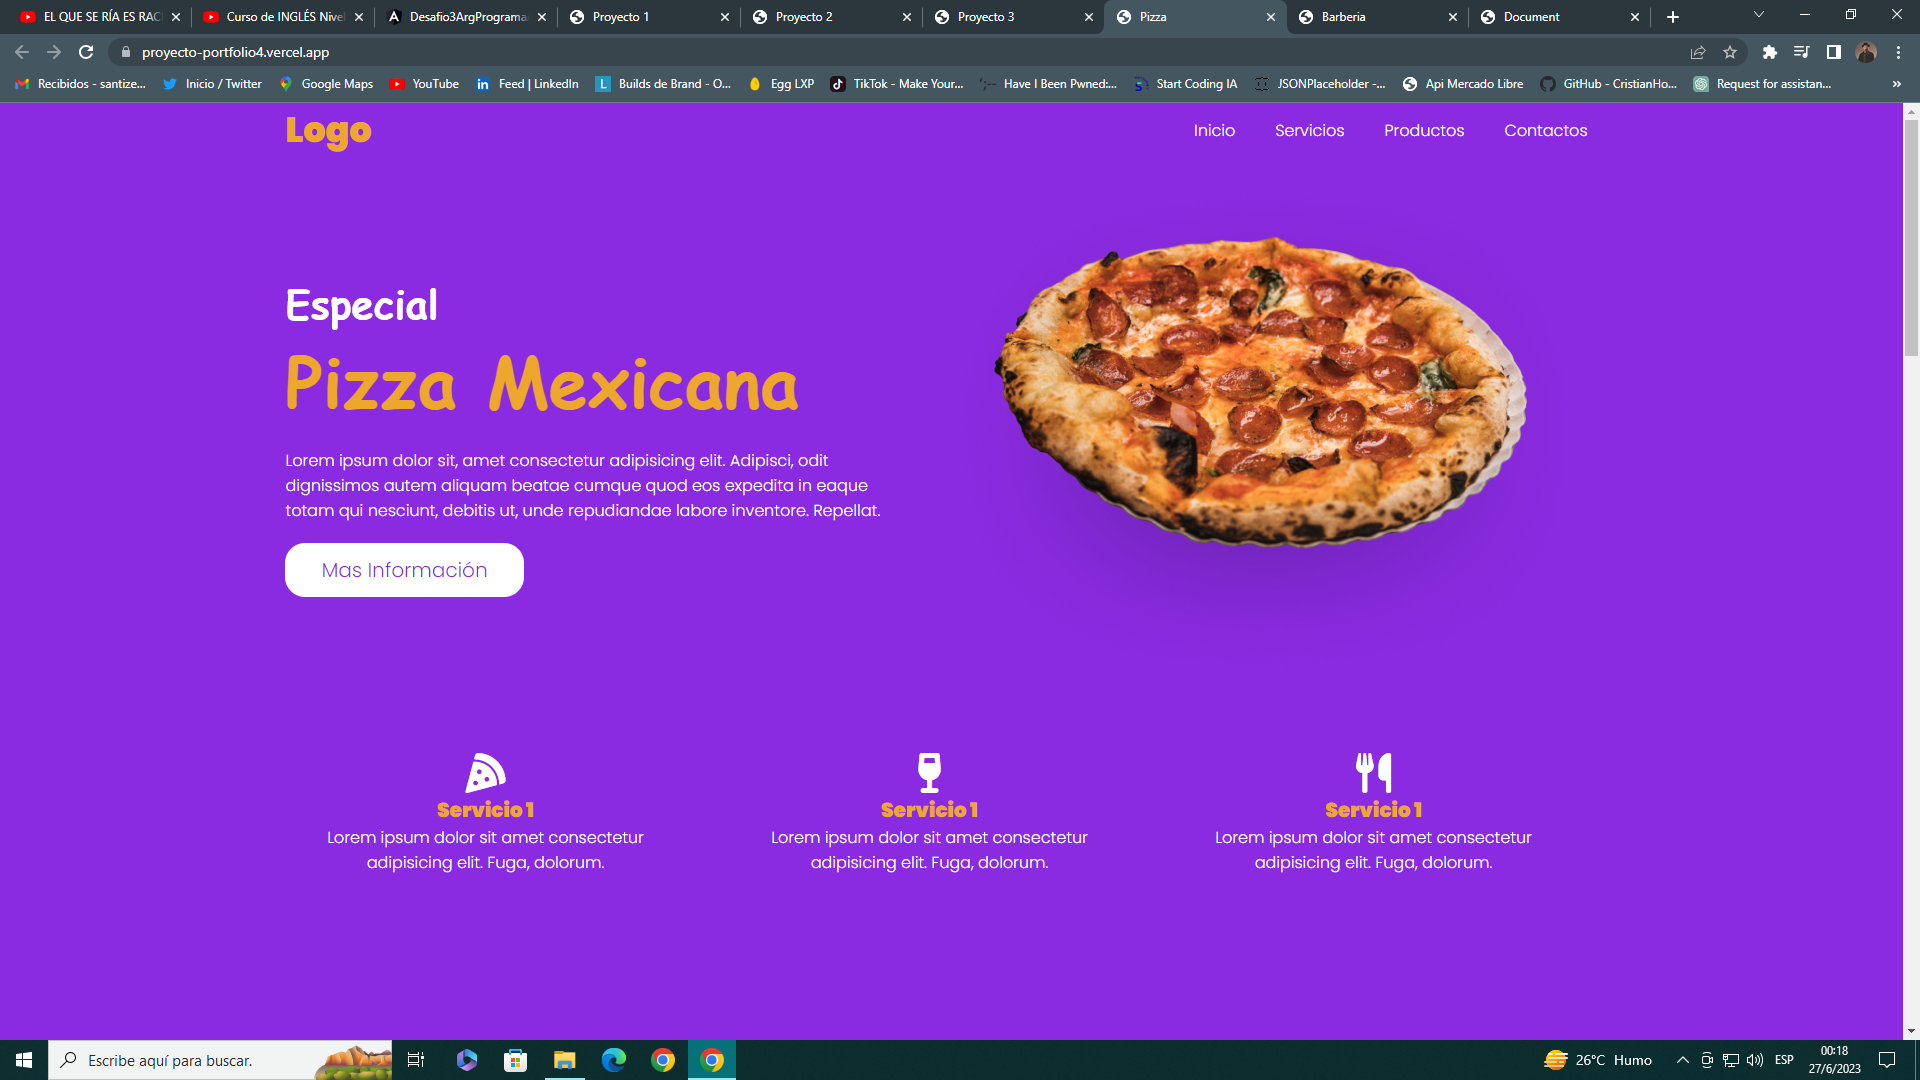 EL QUE SE RÍA ES RAC
Curso de INGLÉS Nive
Desafio3ArgPrograma
Proyecto 1
Proyecto 2
Proyecto 3
Pizza
Barberia
Document
proyecto-portfolio4.vercel.app
Recibidos - santize...
Inicio / Twitter
Google Maps
YouTube
Feed | LinkedIn
Builds de Brand - O...
Egg LXP
TikTok - Make Your...
Have I Been Pwned:...
Start Coding IA
JSONPlaceholder -...
Api Mercado Libre
GitHub - CristianHo...
Request for assistan...
»
Logo
Inicio
Servicios
Productos
Contactos
Especial
Pizza Mexicana
Lorem ipsum dolor sit, amet consectetur adipisicing elit. Adipisci, odit
dignissimos autem aliquam beatae cumque quod eos expedita in eaque
totam qui nesciunt, debitis ut, unde repudiandae labore inventore. Repellat.
Mas Información
Servicio 1
Lorem ipsum dolor sit amet consectetur
adipisicing elit. Fuga, dolorum.
Servicio 1
Lorem ipsum dolor sit amet consectetur
adipisicing elit. Fuga, dolorum.
Servicio 1
Lorem ipsum dolor sit amet consectetur
adipisicing elit. Fuga, dolorum.
Escribe aquí para buscar.
26°C Humo
ESP
00:18
27/6/2023